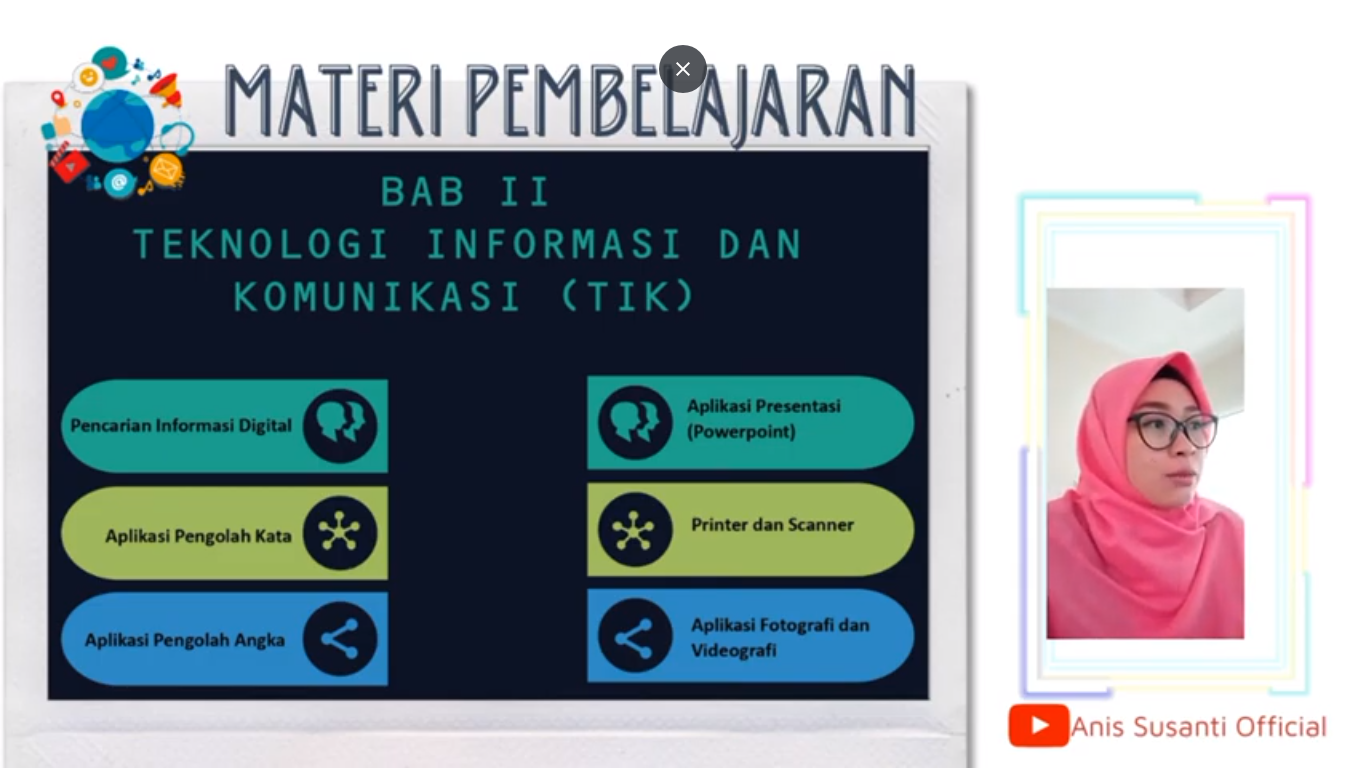 MATERI PEMBELAJARAN
BAB II
TEKNOLOGI INFORMASI DAN
KOMUNIKASI (TIK)
Pencarian Informasi Digital
Aplikasi Pengolah Kata
Aplikasi Pengolah Angka
Aplikasi Presentasi
(Powerpoint)
Printer dan Scanner
Aplikasi Fotografi dan
Videografi
Anis Susanti Official